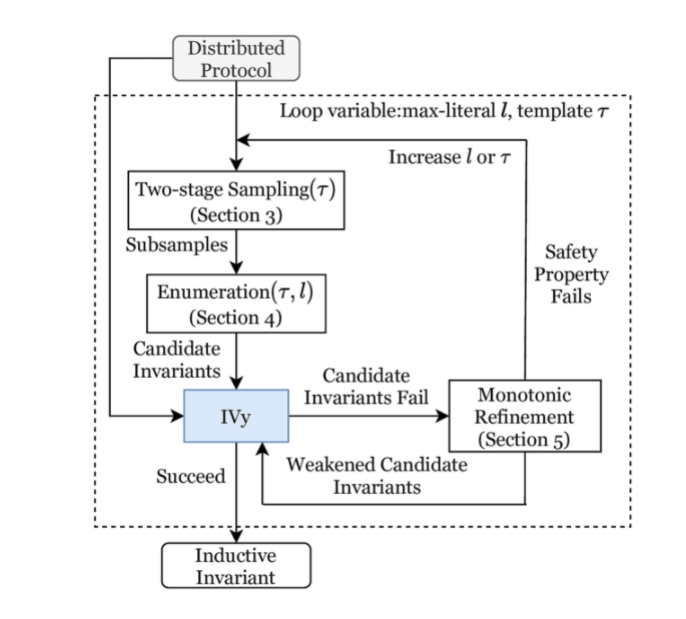 Distributed
Protocol
Loop variable:max-literal l, template τ
Increase l or τ
Two-stage Sampling(τ)
(Section 3)
Subsamples
Safety
Property
Fails
Enumeration(τ, l)
(Section 4)
Candidate
Invariants
Candidate
Invariants Fail
IVy
Monotonic
Refinement
(Section 5)
Succeed
Weakened Candidate
Invariants
Inductive
Invariant